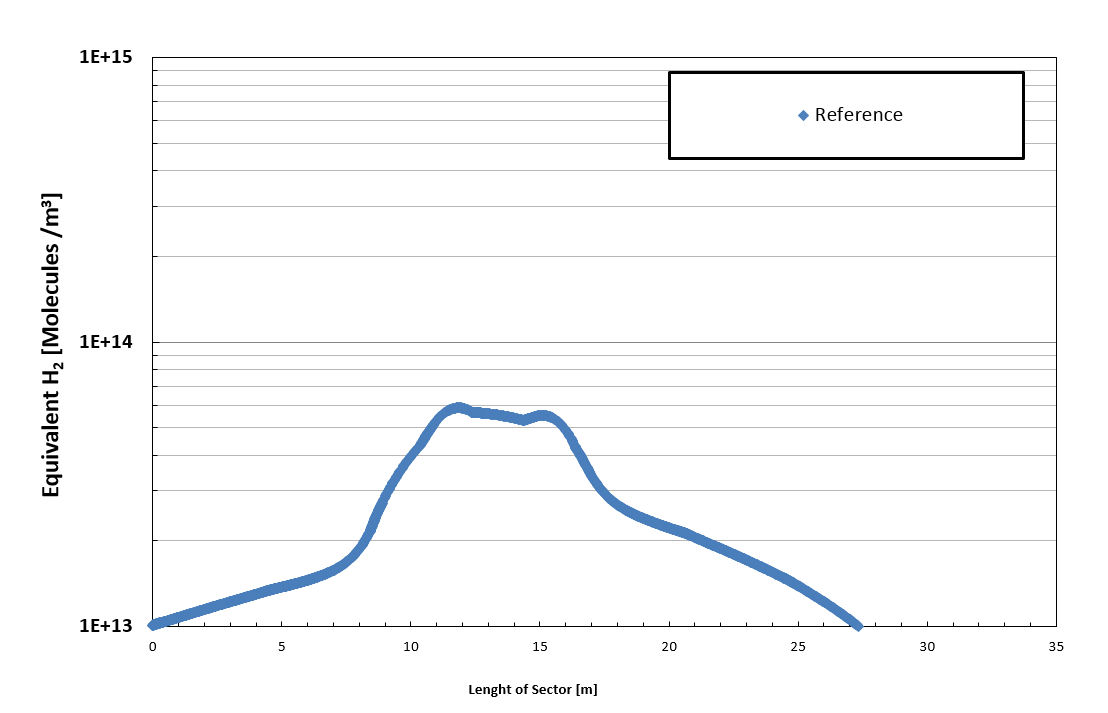 1E+15
Reference
Equivalent H₂ [Molecules /m³]
1E+14
1E+13
0 5 10 15 20 25 30 35
Lenght of Sector [m]